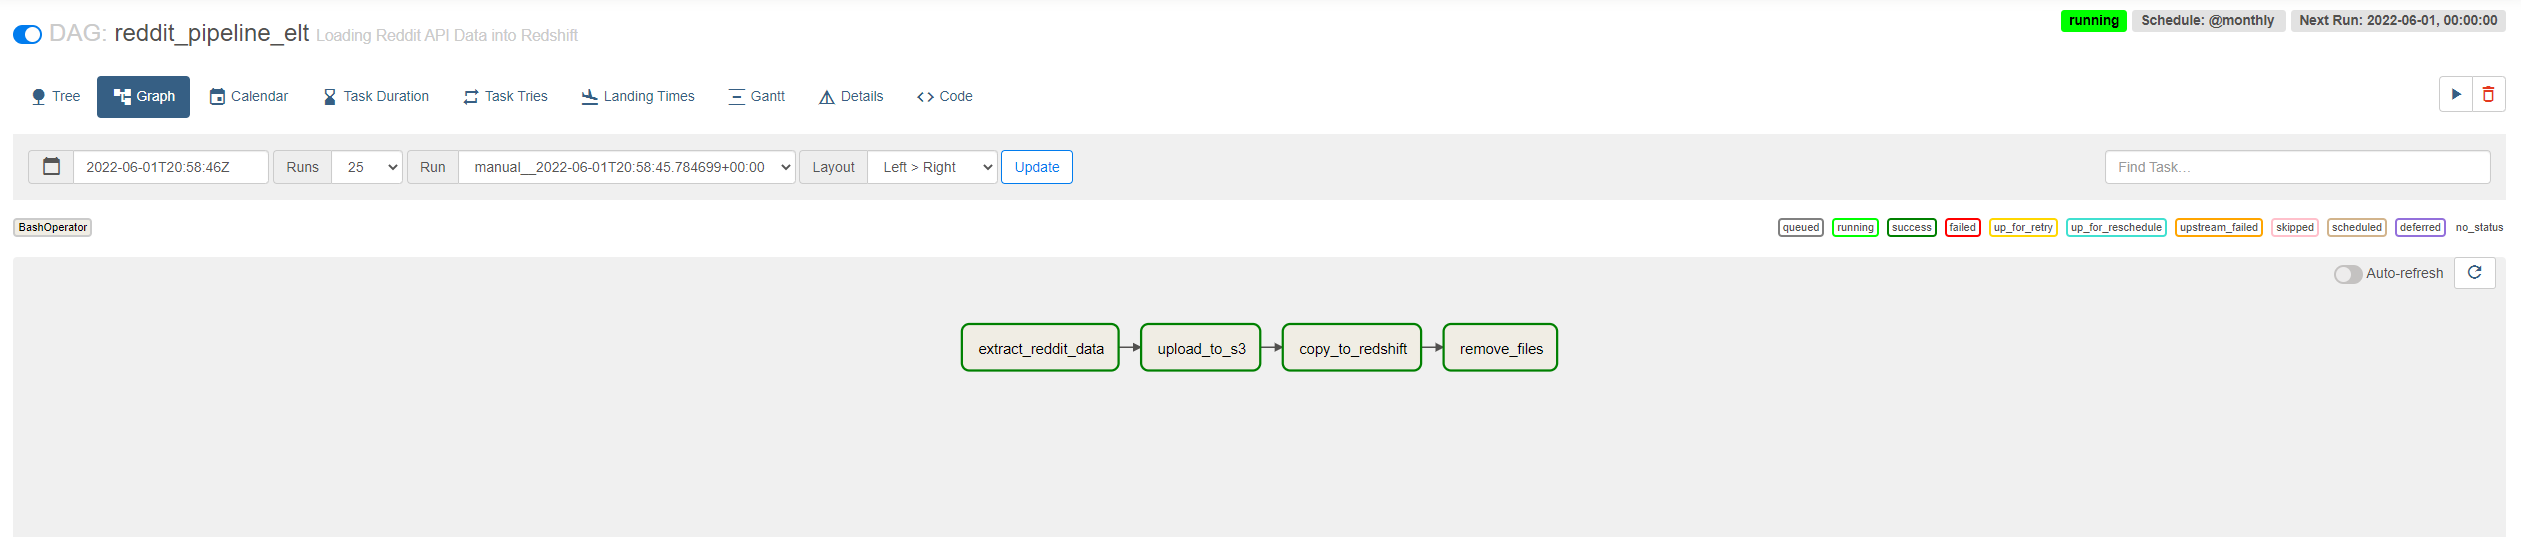 DAG: reddit_pipeline_elt Loading Reddit API Data into Redshift
running Schedule: @monthly Next Run: 2022-06-01, 00:00:00
Tree Graph Calendar Task Duration Task Tries Landing Times Gantt Details Code
2022-06-01T20:58:46Z Runs 25 Run manual__2022-06-01T20:58:45.784699+00:00 Layout Left > Right Update Find Task...
BashOperator queued running success failed up_for_retry up_for_reschedule upstream_failed skipped scheduled deferred no_status
Auto-refresh
extract_reddit_data upload_to_s3 copy_to_redshift remove_files